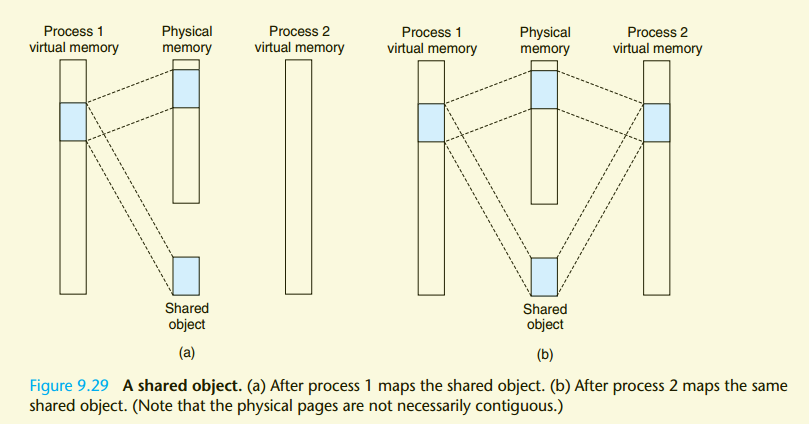 Process 1
virtual memory
Physical
memory
Process 2
virtual memory
Shared
object
(a)
Process 1
virtual memory
Physical
memory
Process 2
virtual memory
Shared
object
(b)
Figure 9.29 A shared object. (a) After process 1 maps the shared object. (b) After process 2 maps the same
shared object. (Note that the physical pages are not necessarily contiguous.)